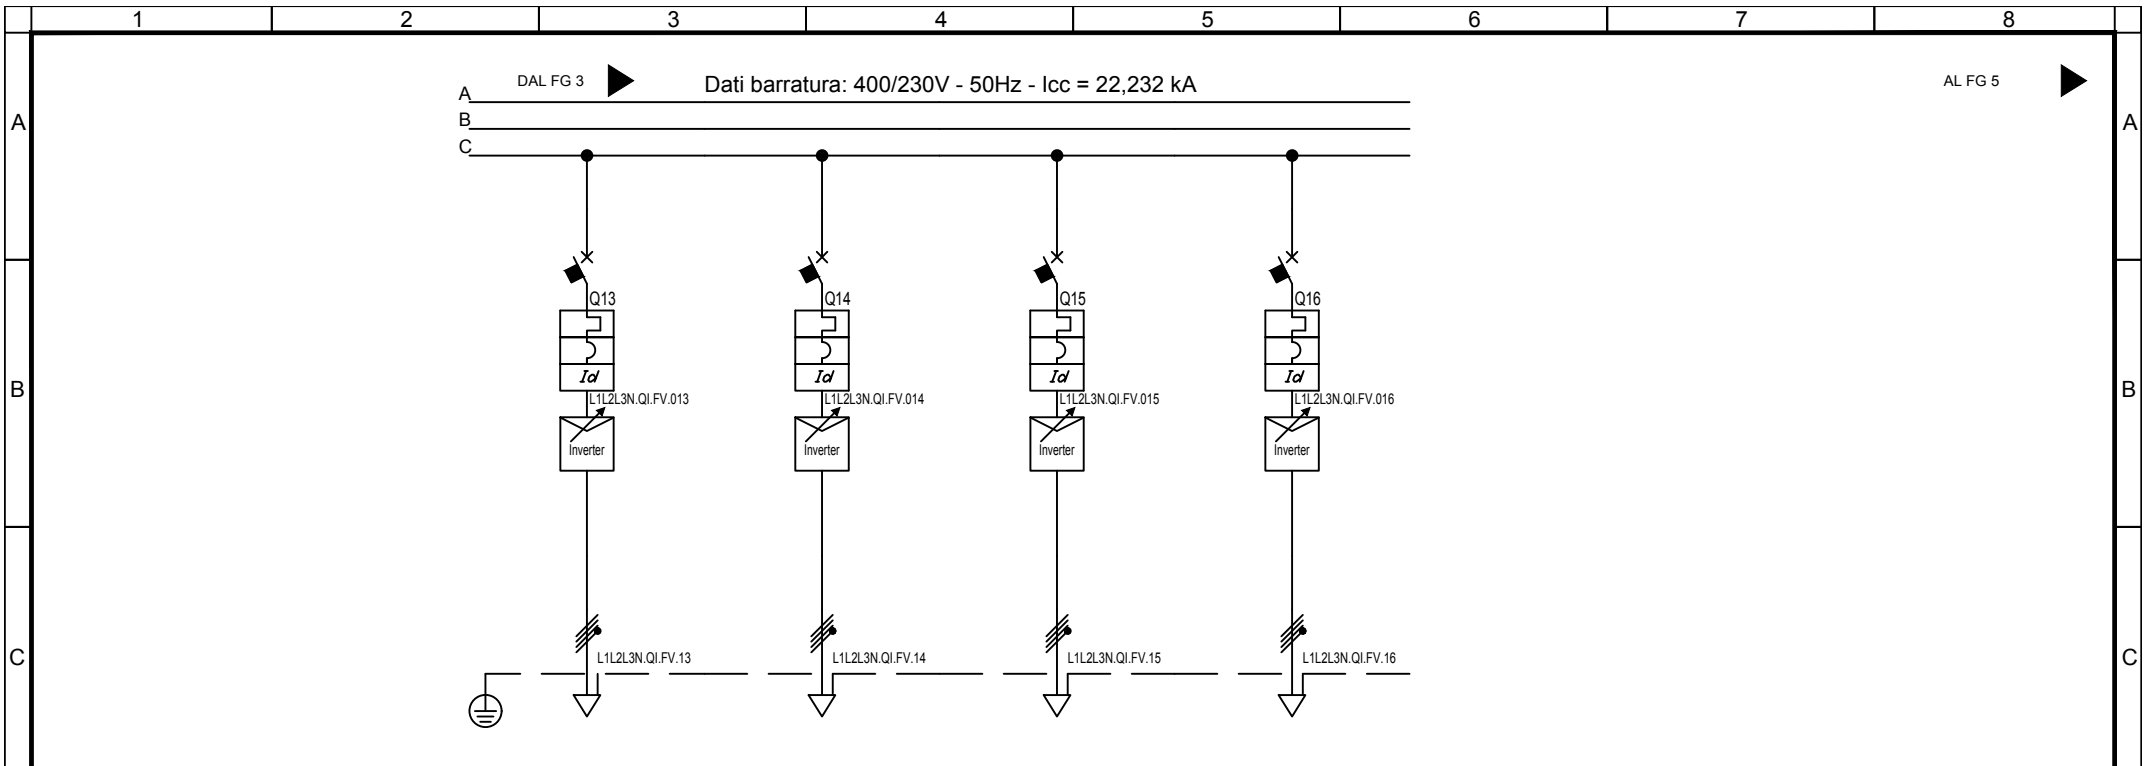 1 2 3 4 5 6 7 8
DAL FG 3 Dati barratura: 400/230V - 50Hz - Icc = 22,232 kA AL FG 5
A
A A
B
C
Q13 Q14 Q15 Q16
Id Id Id Id
B B
L1L2L3N.QI.FV.013 L1L2L3N.QI.FV.014 L1L2L3N.QI.FV.015 L1L2L3N.QI.FV.016
Inverter Inverter Inverter Inverter
C C
L1L2L3N.QI.FV.13 L1L2L3N.QI.FV.14 L1L2L3N.QI.FV.15 L1L2L3N.QI.FV.16